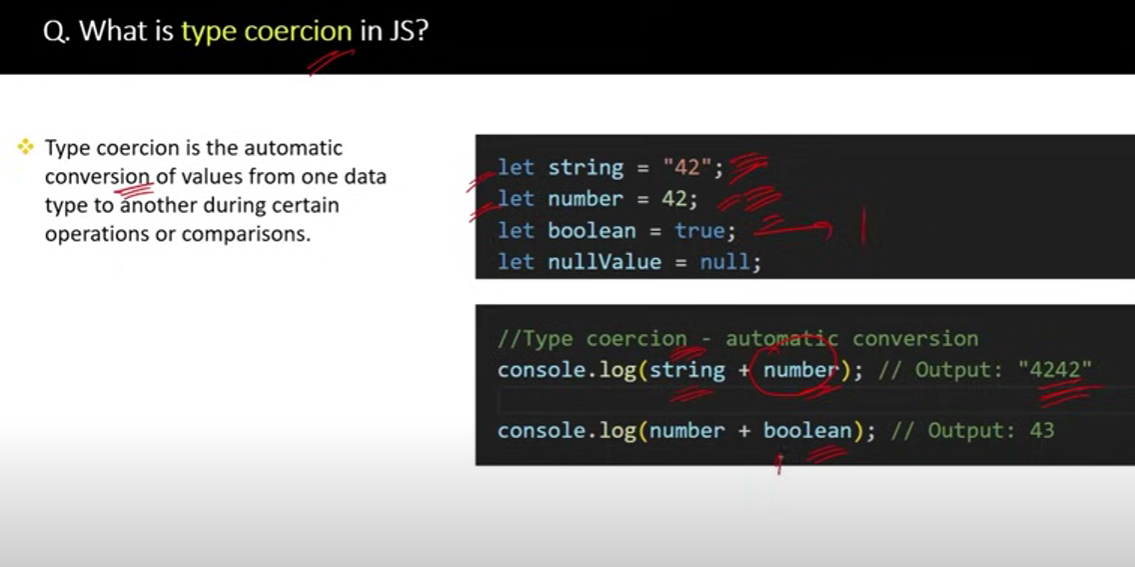 Q. What is type coercion in JS?
Type coercion is the automatic
conversion of values from one data
type to another during certain
operations or comparisons.
let string = "42";
let number = 42;
let boolean = true; 1
let nullValue = null;
//Type coercion - automatic conversion
console.log(string + number); // Output: "4242"
console.log(number + boolean); // Output: 43